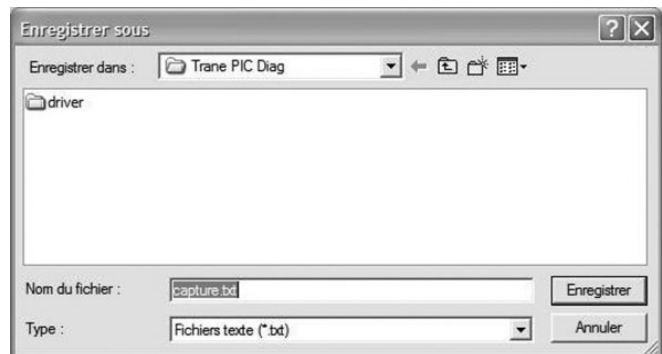 Enregistrer sous
Enregistrer dans :
Trane PIC Diag
driver
Nom du fichier :
capture.txt
Enregistrer
Type :
Fichiers texte (*.txt)
Annuler